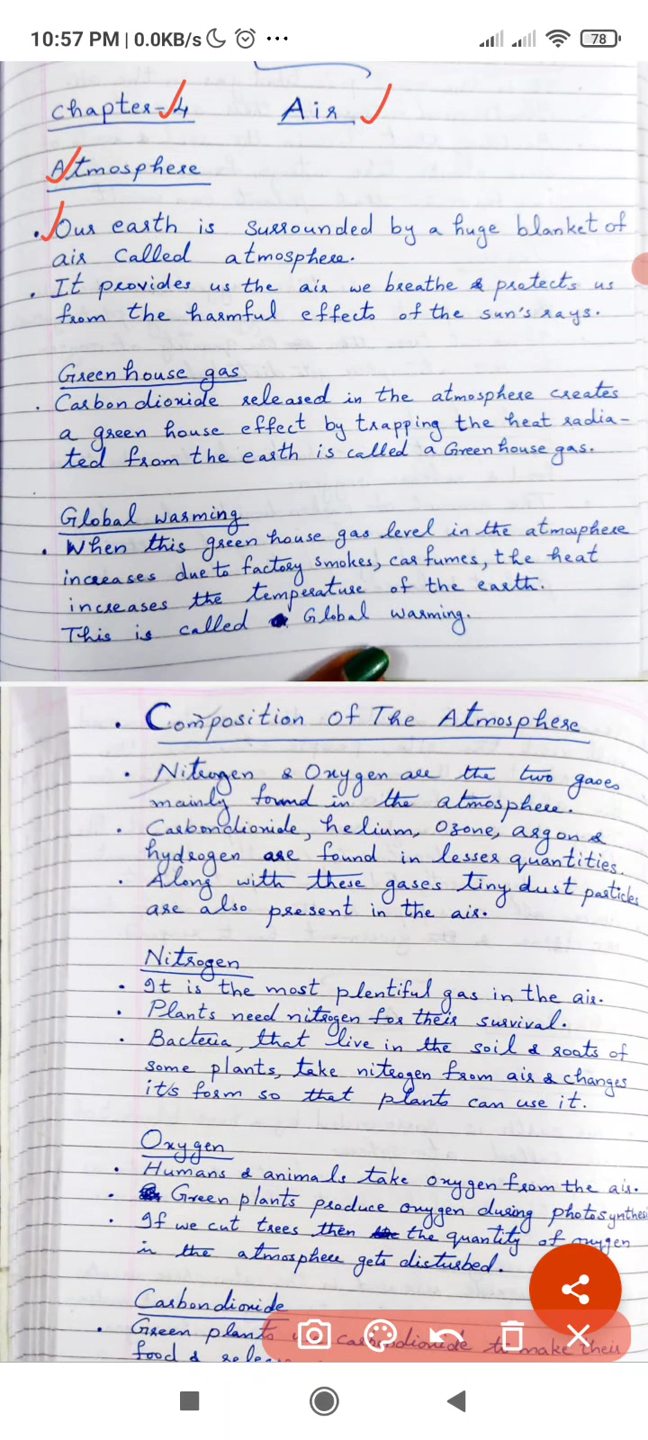 10:57 PM | 0.0KB/s
78
Chapter-4 Air
Atmosphere
. Our earth is surrounded by a huge blanket of
air called atmosphere.
. It provides us the air we breathe & protects us
from the harmful effects of the sun's rays.
Green house gas
. Carbondioxide released in the atmosphere creates
a green house effect by trapping the heat radia-
ted from the earth is called a Green house gas.
Global warming
. When this green house gas level in the atmosphere
increases due to factory smokes, car fumes, the heat
increases the temperature of the earth.
This is called Global warming.
. Composition of The Atmosphere
. Nitrogen & Oxygen are the two gases
mainly found in the atmosphere.
. Carbondioxide, helium, Ozone, argon &
hydrogen are found in lesser quantities.
. Along with these gases tiny dust particles
are also present in the air.
Nitrogen
. It is the most plentiful gas in the air.
. Plants need nitrogen for their survival.
. Bacteria, that live in the soil & roots of
some plants, take nitrogen from air & changes
it's form so that plants can use it.
Oxygen
. Humans & animals take oxygen from the air.
. Green plants produce oxygen during photosynthesi
. If we cut trees then the quantity of oxygen
in the atmosphere gets disturbed.
Carbondioxide
. Green plants carbondioxide to make their
food &